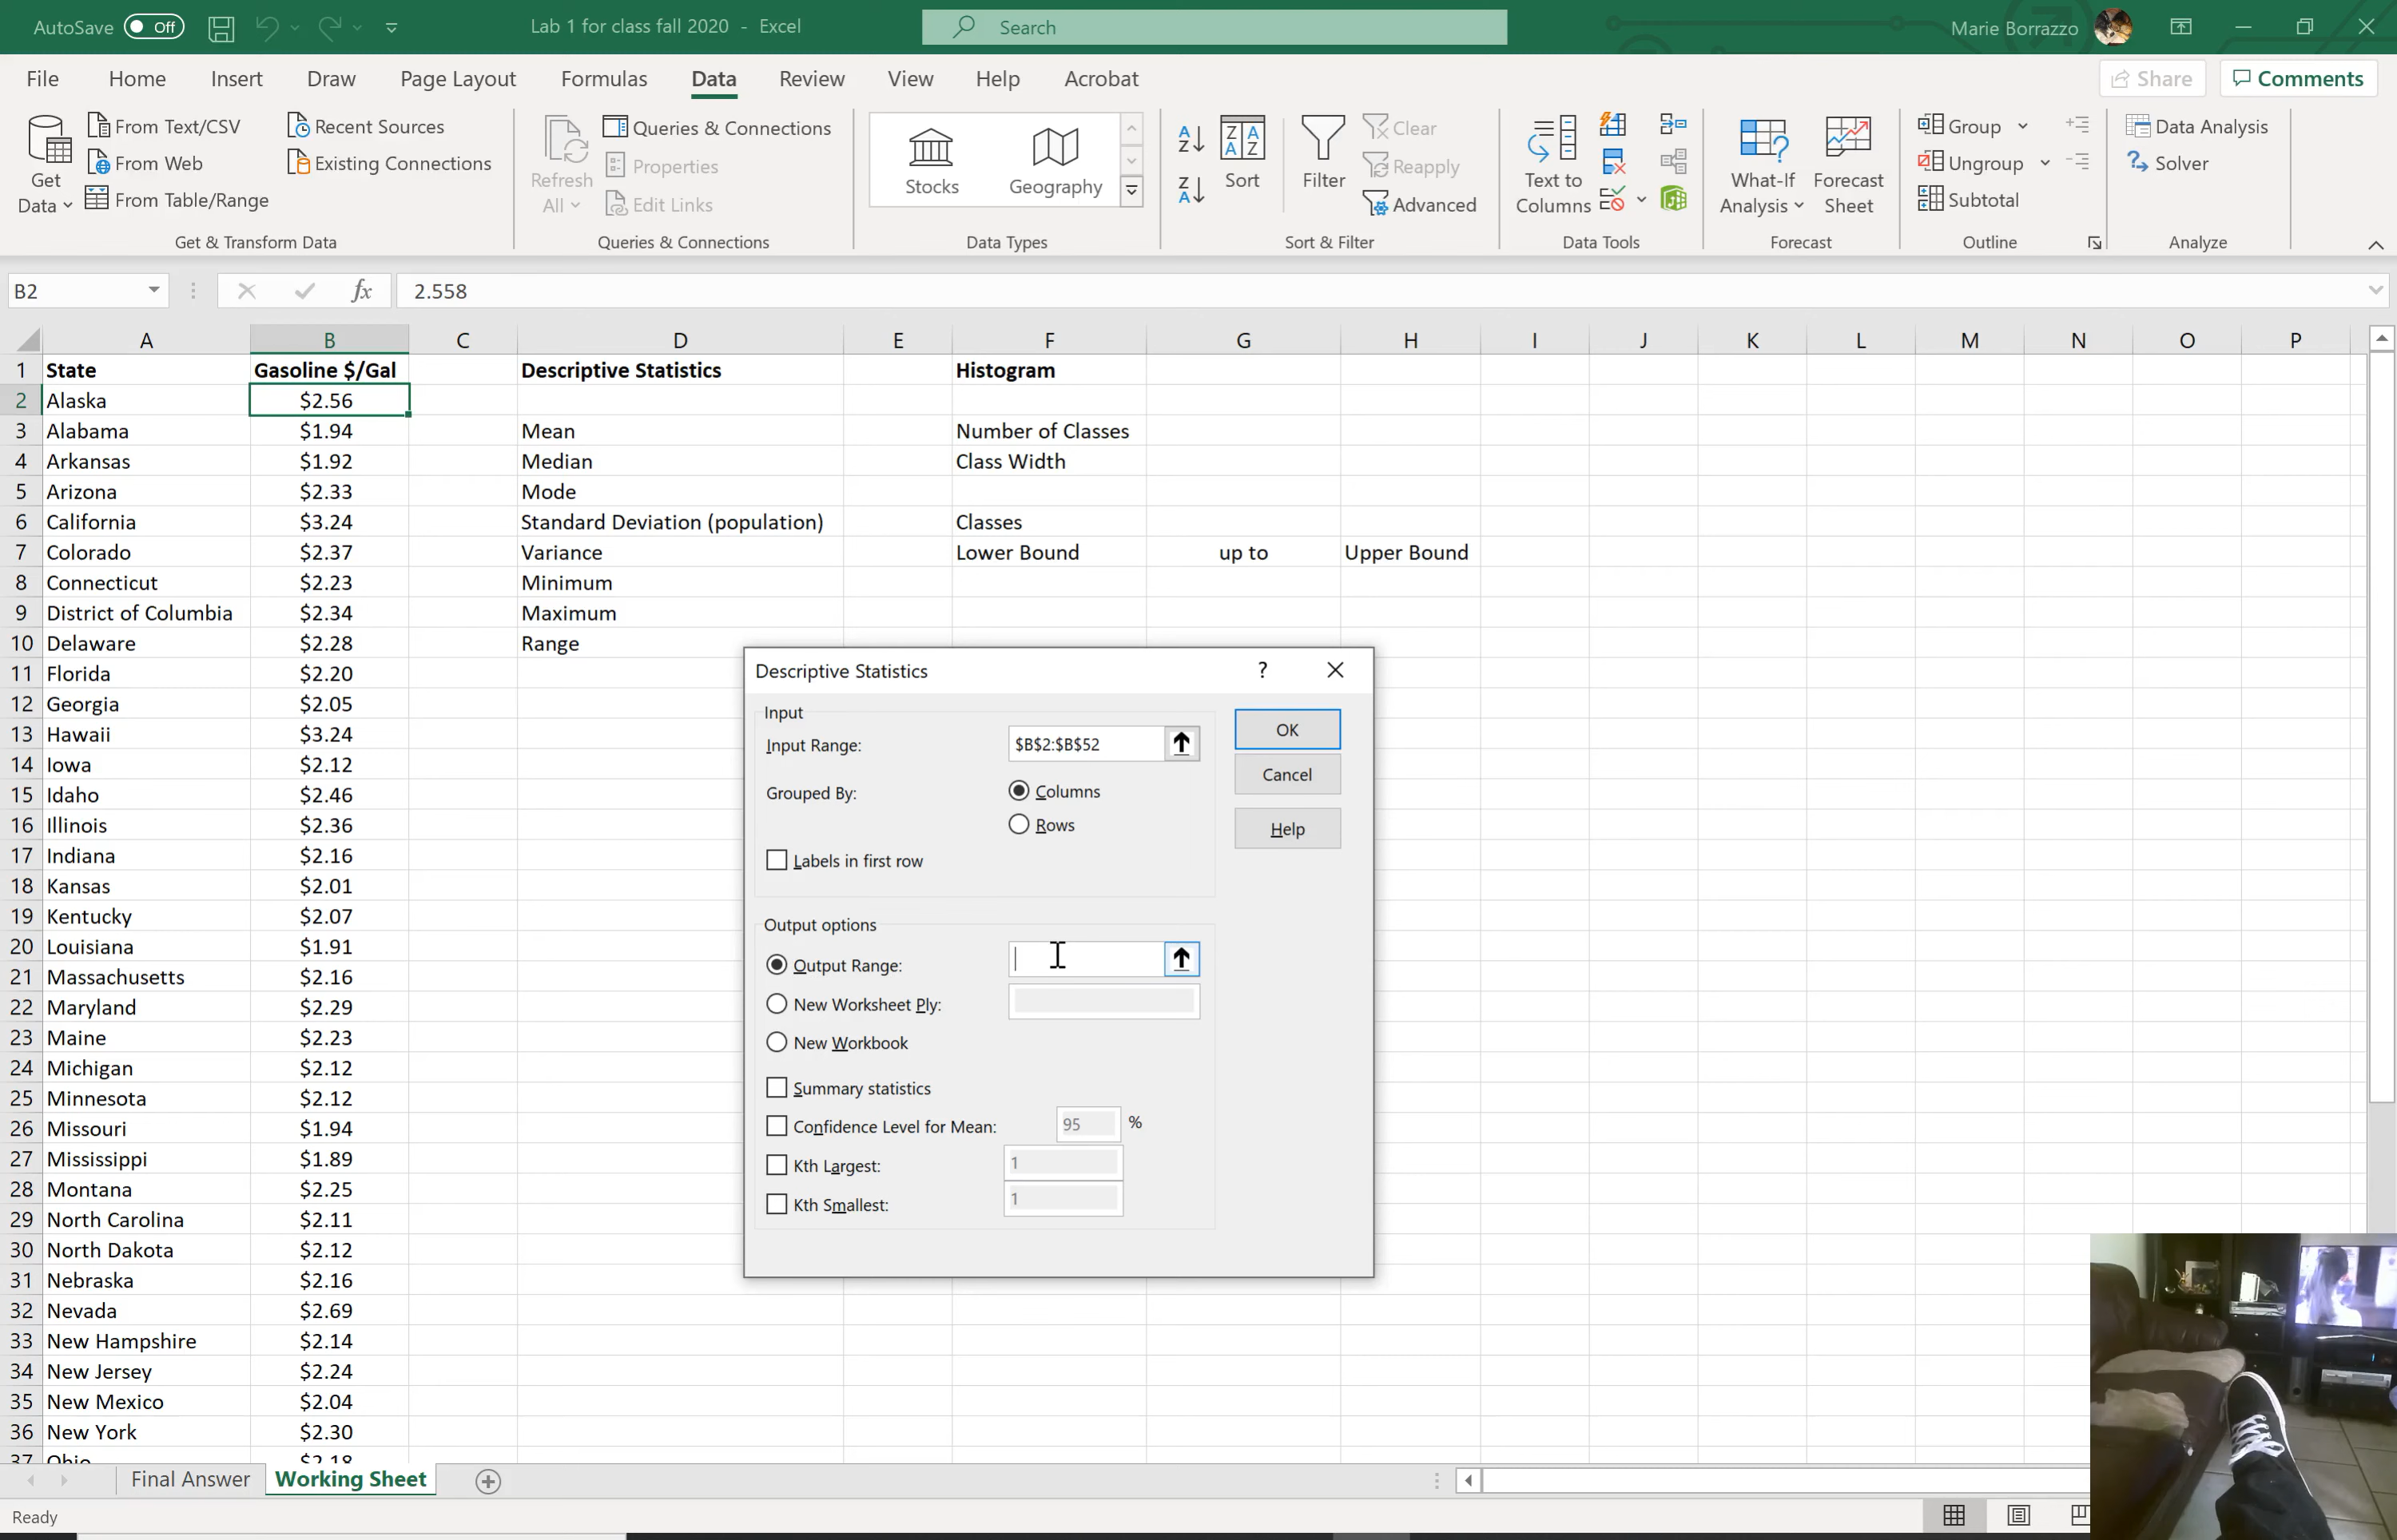 AutoSave Off Lab 1 for class fall 2020 - Excel Search Marie Borrazzo
File Home Insert Draw Page Layout Formulas Data Review View Help Acrobat Share Comments
Get Data
From Text/CSV
From Web
From Table/Range
Recent Sources
Existing Connections
Get & Transform Data
Refresh All
Queries & Connections
Properties
Edit Links
Queries & Connections
Stocks Geography
Data Types
Sort
Filter
Clear
Reapply
Advanced
Sort & Filter
Text to Columns
Data Tools
What-If Analysis
Forecast Sheet
Forecast
Group
Ungroup
Subtotal
Outline
Data Analysis
Solver
Analyze
B2 fx 2.558
A B C D E F G H I J K L M N O P
1 State Gasoline $/Gal Descriptive Statistics Histogram
2 Alaska $2.56
3 Alabama $1.94 Mean Number of Classes
4 Arkansas $1.92 Median Class Width
5 Arizona $2.33 Mode
6 California $3.24 Standard Deviation (population) Classes
7 Colorado $2.37 Variance Lower Bound up to Upper Bound
8 Connecticut $2.23 Minimum
9 District of Columbia $2.34 Maximum
10 Delaware $2.28 Range
11 Florida $2.20
12 Georgia $2.05
13 Hawaii $3.24
14 Iowa $2.12
15 Idaho $2.46
16 Illinois $2.36
17 Indiana $2.16
18 Kansas $2.01
19 Kentucky $2.07
20 Louisiana $1.91
21 Massachusetts $2.16
22 Maryland $2.29
23 Maine $2.23
24 Michigan $2.12
25 Minnesota $2.12
26 Missouri $1.94
27 Mississippi $1.89
28 Montana $2.25
29 North Carolina $2.11
30 North Dakota $2.12
31 Nebraska $2.16
32 Nevada $2.69
33 New Hampshire $2.14
34 New Jersey $2.24
35 New Mexico $2.04
36 New York $2.30
37 Ohio $2.18
Descriptive Statistics ?
Input
Input Range: $B$2:$B$52
Grouped By: Columns
Rows
Labels in first row
OK
Cancel
Help
Output options
Output Range:
New Worksheet Ply:
New Workbook
Summary statistics
Confidence Level for Mean: 95 %
Kth Largest: 1
Kth Smallest: 1
Final Answer Working Sheet
Ready